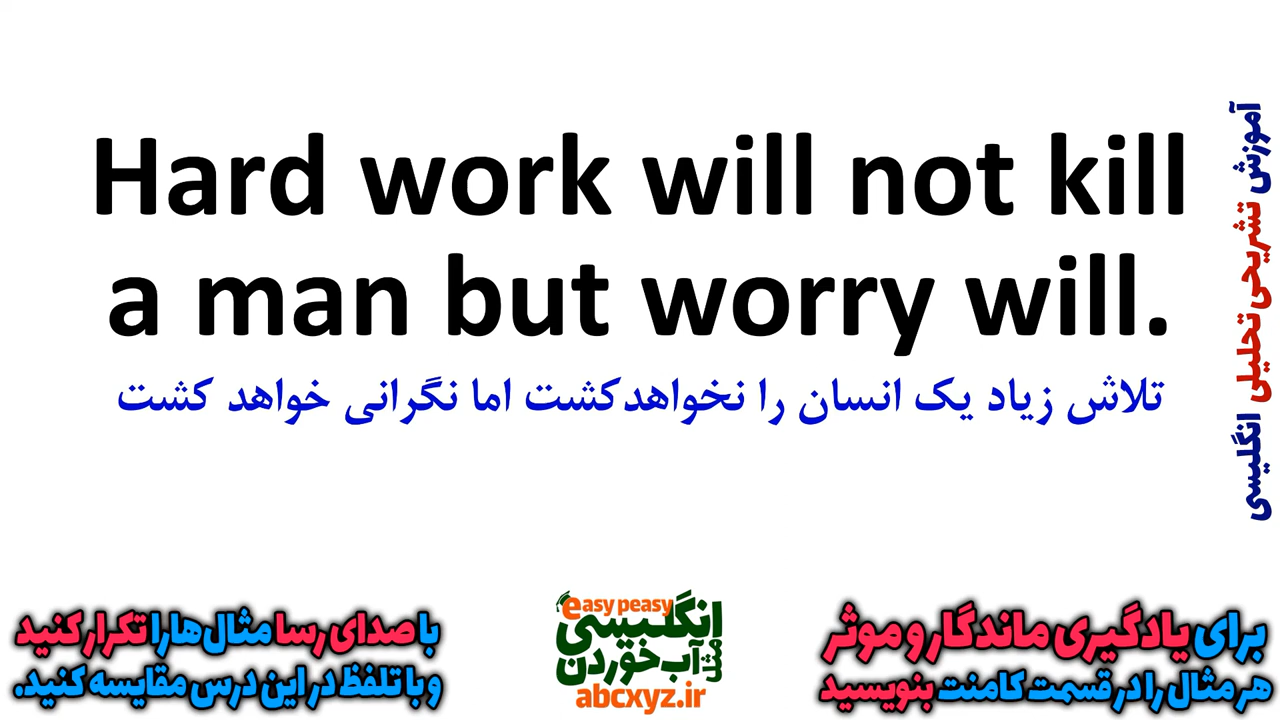 Hard work will not kill
a man but worry will.
تلاش زیاد یک انسان را نخواهدکشت اما نگرانی خواهد کشت
آموزش تشریحی تحلیلی انگلیسی
برای یادگیری ماندگار و موثر
هر مثال را در قسمت کامنت بنویسید
easy peasy
انگلیسی
مثل
آب خوردن
abcxyz.ir
با صدای رسا مثال‌ها را تکرار کنید
و با تلفظ در این درس مقایسه کنید.